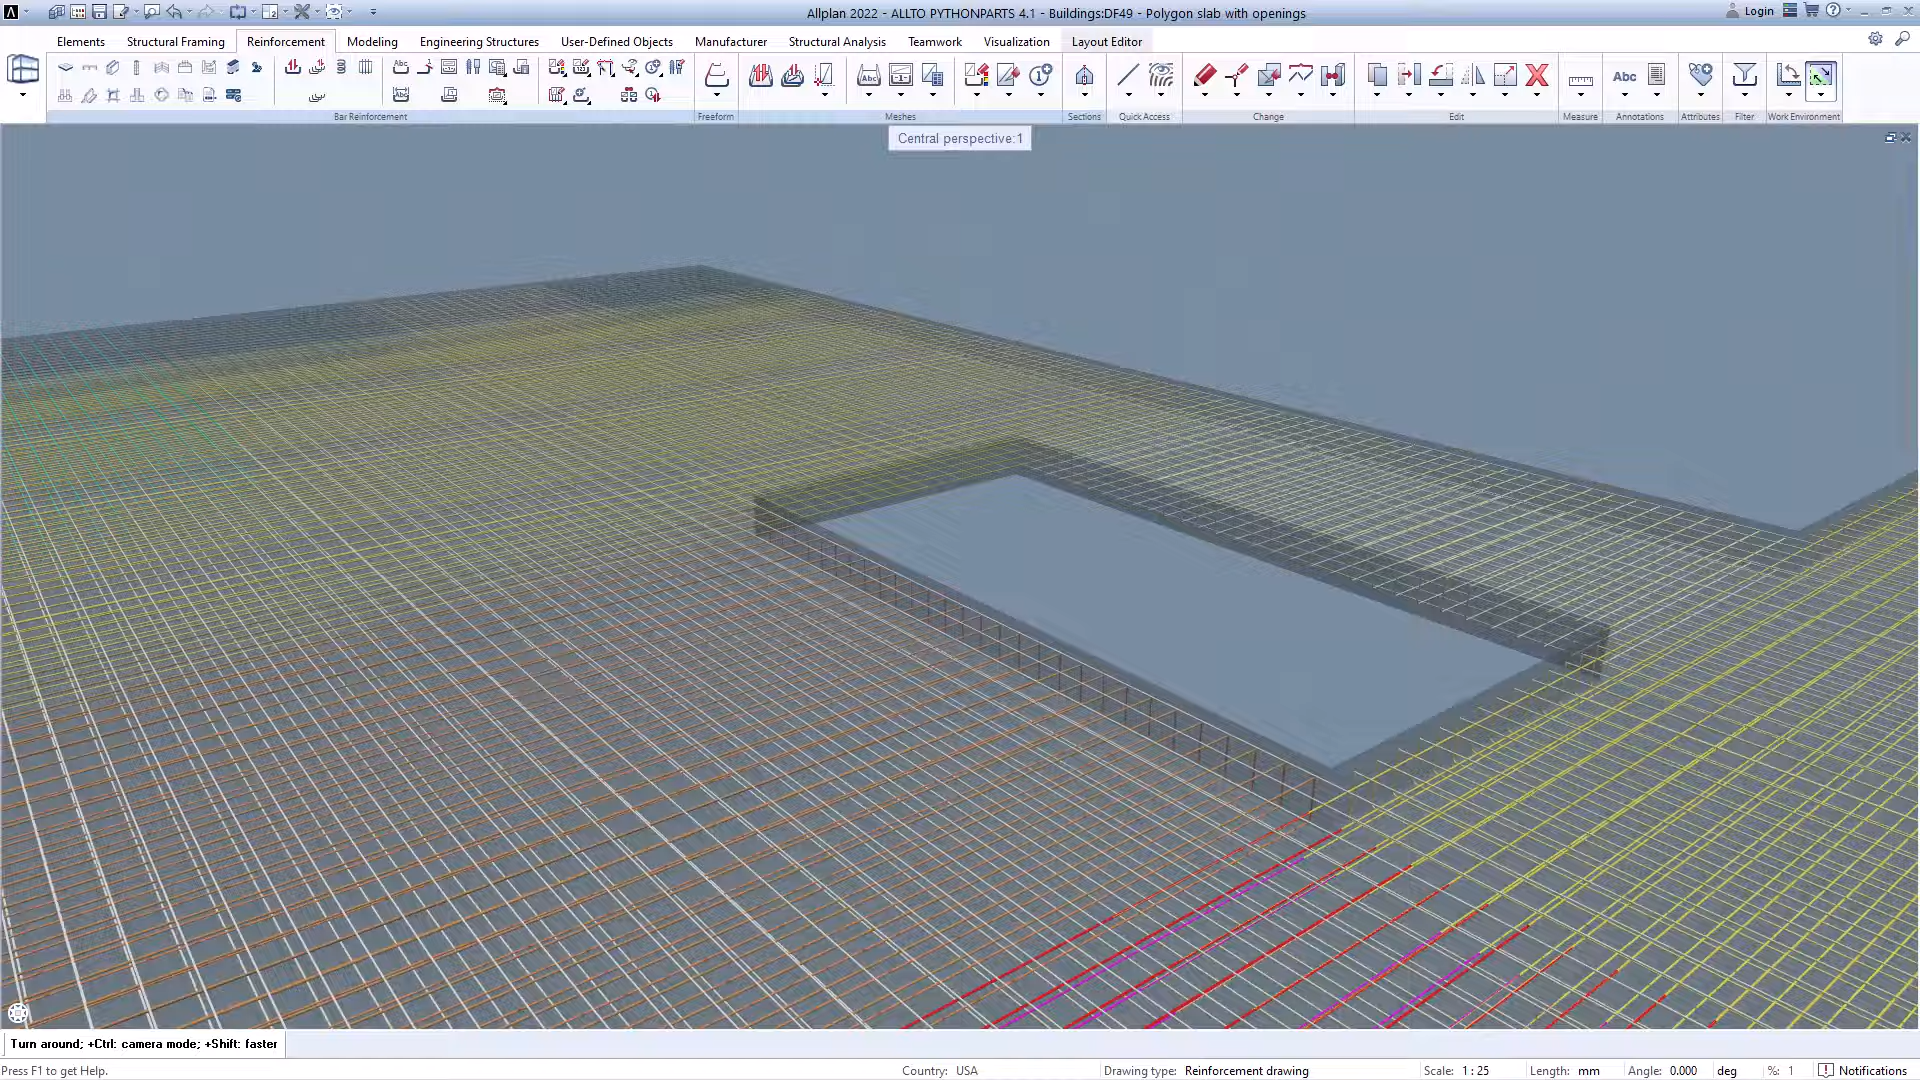 Allplan 2022 - ALLTO PYTHONPARTS 4.1 - Buildings:DF49 - Polygon slab with openings
Login
Elements Structural Framing Reinforcement Modeling Engineering Structures User-Defined Objects Manufacturer Structural Analysis Teamwork Visualization Layout Editor
Abc
Bar Reinforcement Freeform Meshes Sections Quick Access Change Edit Measure Annotations Attributes Filter Work Environment
Central perspective:1
Turn around; +Ctrl: camera mode; +Shift: faster
Press F1 to get Help. Country: USA Drawing type: Reinforcement drawing Scale: 1 : 25 Length: mm Angle: 0.000 deg %: 1 Notifications